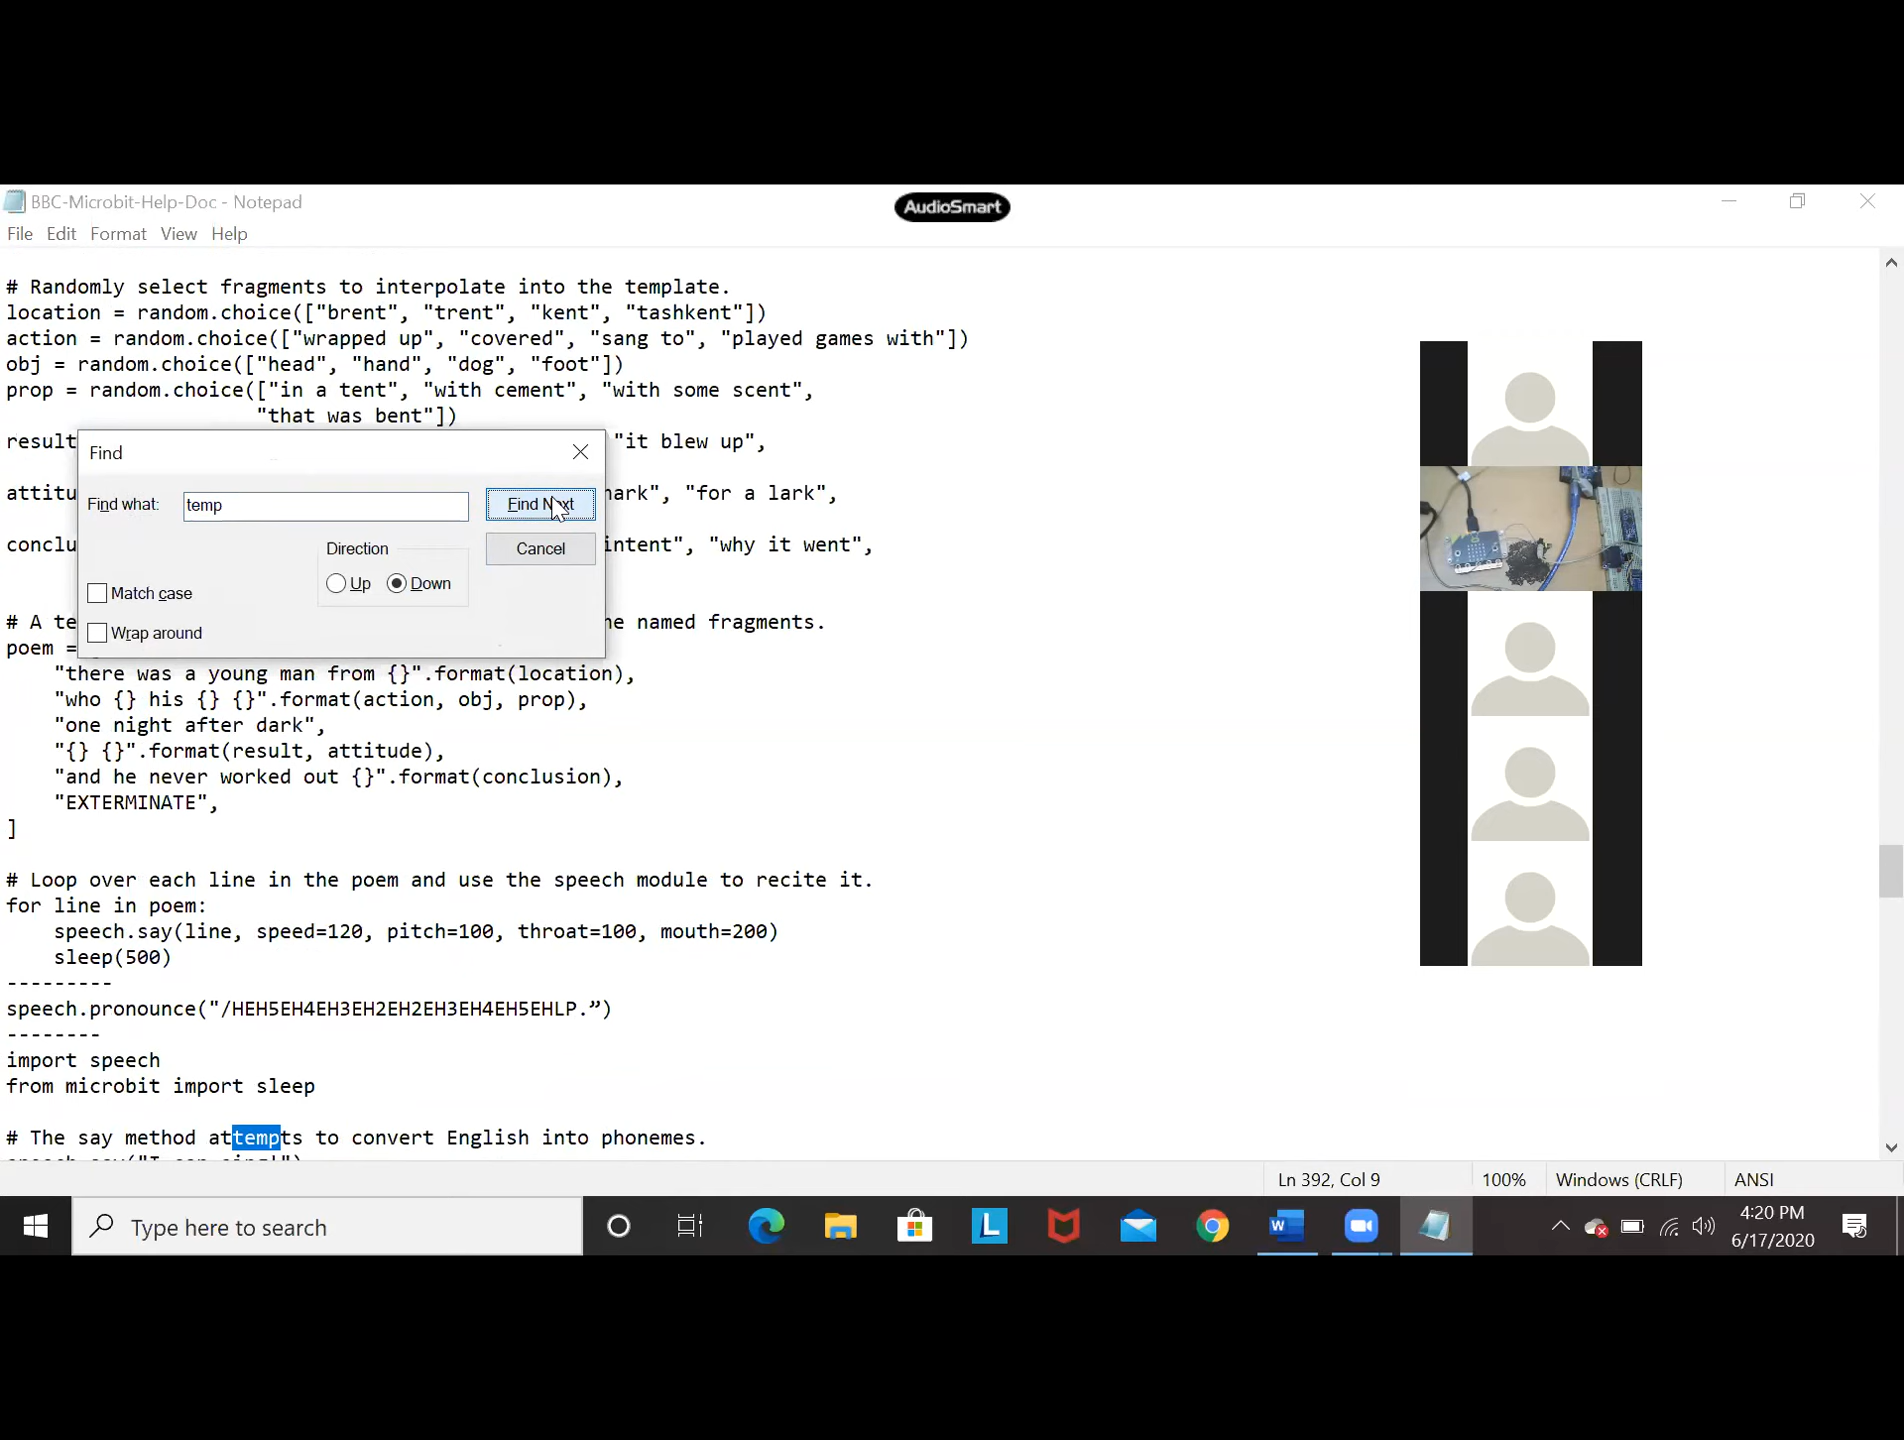 BBC-Microbit-Help-Doc - Notepad
AudioSmart
File Edit Format View Help
# Randomly select fragments to interpolate into the template.
location = random.choice(["brent", "trent", "kent", "tashkent"])
action = random.choice(["wrapped up", "covered", "sang to", "played games with"])
obj = random.choice(["head", "hand", "dog", "foot"])
prop = random.choice(["in a tent", "with cement", "with some scent",
"that was bent"])
result "it blew up",
Find
attitu ark", "for a lark",
Find what: temp Find Next
conclu intent", "why it went",
Direction Cancel
Up Down
Match case
# A te e named fragments.
Wrap around
poem =
"there was a young man from {}".format(location),
"who {} his {} {}".format(action, obj, prop),
"one night after dark",
"{} {}".format(result, attitude),
"and he never worked out {}".format(conclusion),
"EXTERMINATE",
]
# Loop over each line in the poem and use the speech module to recite it.
for line in poem:
speech.say(line, speed=120, pitch=100, throat=100, mouth=200)
sleep(500)
---------
speech.pronounce("/HEH5EH4EH3EH2EH2EH3EH4EH5EHLP.”)
--------
import speech
from microbit import sleep
# The say method attempts to convert English into phonemes.
speech.say("I can sing!")
Ln 392, Col 9 100% Windows (CRLF) ANSI
Type here to search
4:20 PM
6/17/2020